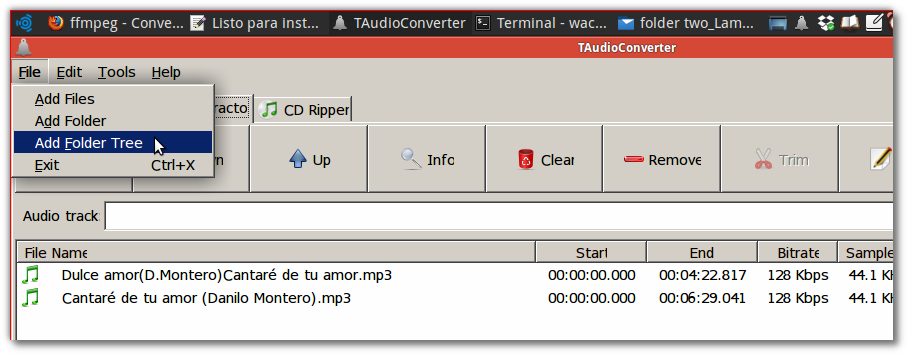 ffmpeg - Conve... Listo para inst... TAudioConverter Terminal - wac... folder two_Lam...
TAudioConverter
File Edit Tools Help
Add Files
Add Folder
Add Folder Tree
Exit Ctrl+X
racto CD Ripper
Up Info Clear Remove Trim
Audio track:
File Name Start End Bitrate Sample
Dulce amor(D.Montero)Cantaré de tu amor.mp3 00:00:00.000 00:04:22.817 128 Kbps 44.1 K
Cantaré de tu amor (Danilo Montero).mp3 00:00:00.000 00:06:29.041 128 Kbps 44.1 K